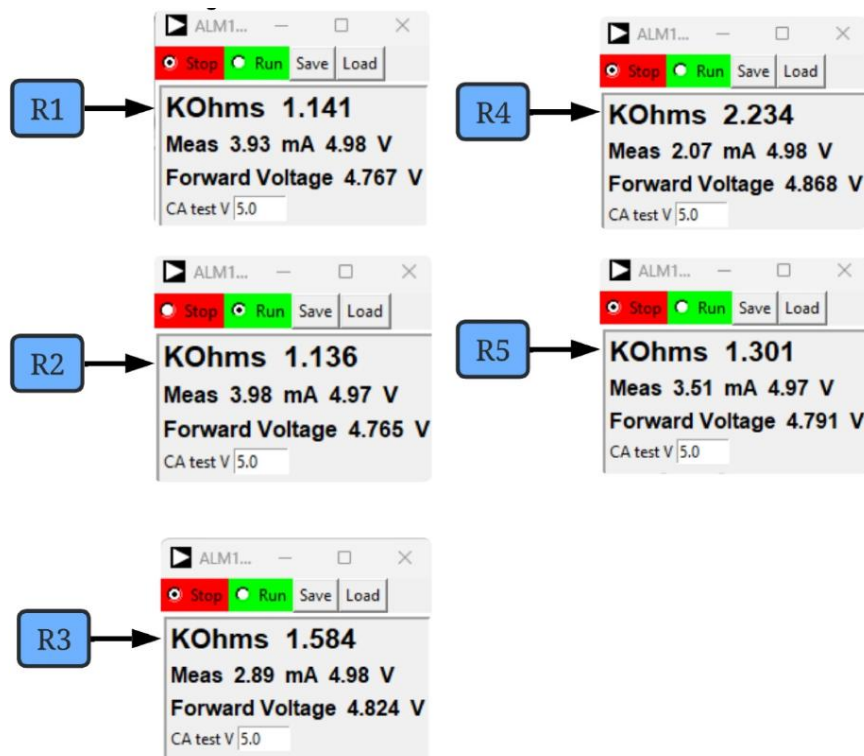 R1
ALM1...
Stop Run Save Load
KOhms 1.141
Meas 3.93 mA 4.98 V
Forward Voltage 4.767 V
CA test V 5.0
R2
ALM1...
Stop Run Save Load
KOhms 1.136
Meas 3.98 mA 4.97 V
Forward Voltage 4.765 V
CA test V 5.0
R3
ALM1...
Stop Run Save Load
KOhms 1.584
Meas 2.89 mA 4.98 V
Forward Voltage 4.824 V
CA test V 5.0
R4
ALM1...
Stop Run Save Load
KOhms 2.234
Meas 2.07 mA 4.98 V
Forward Voltage 4.868 V
CA test V 5.0
R5
ALM1...
Stop Run Save Load
KOhms 1.301
Meas 3.51 mA 4.97 V
Forward Voltage 4.791 V
CA test V 5.0